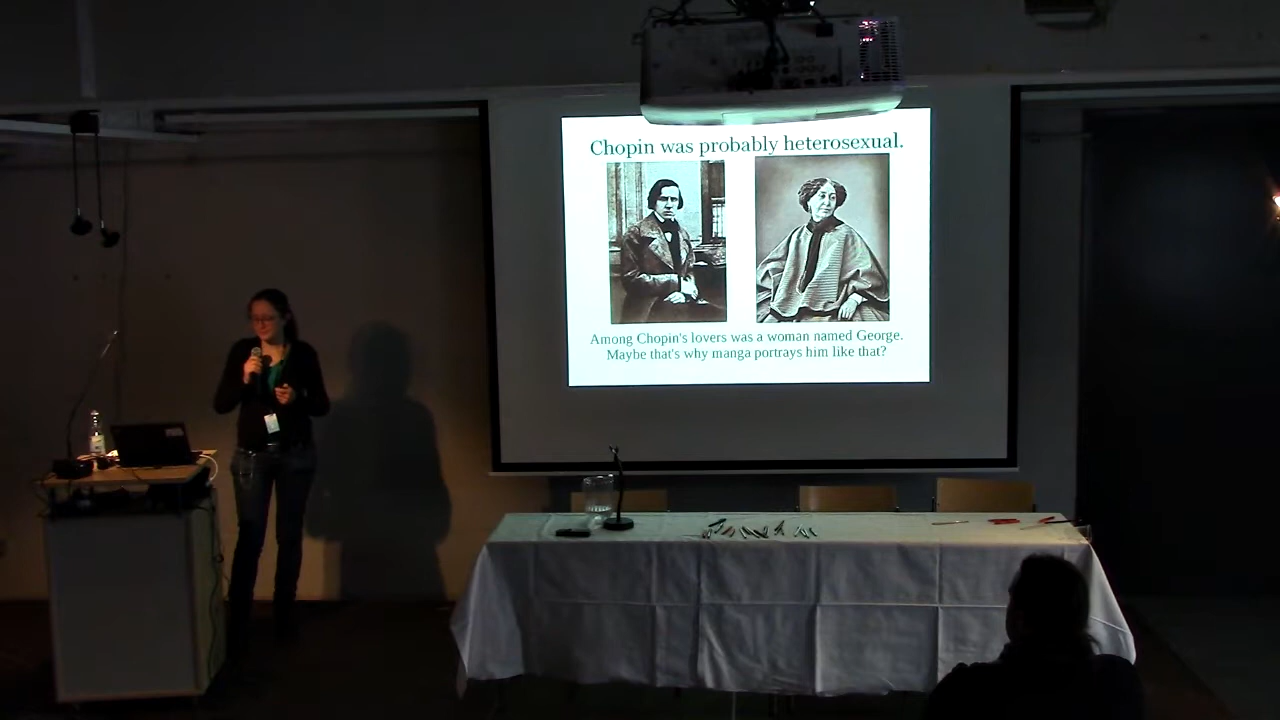 Chopin was probably heterosexual.
Among Chopin's lovers was a woman named George.
Maybe that's why manga portrays him like that?